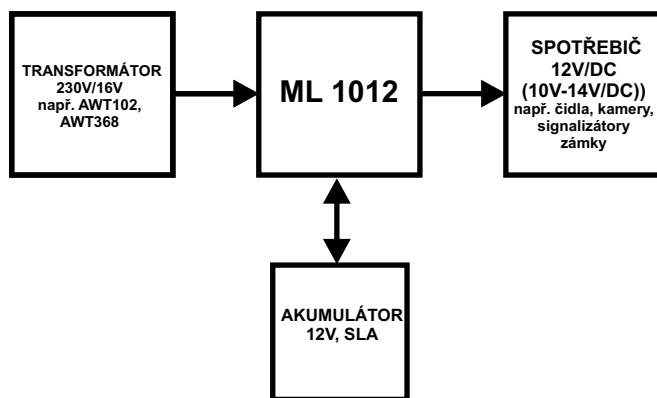 TRANSFORMÁTOR
230V/16V
např. AWT102,
AWT368
ML 1012
SPOTŘEBIČ
12V/DC
(10V-14V/DC))
např. čidla, kamery,
signalizátory
zámky
AKUMULÁTOR
12V, SLA